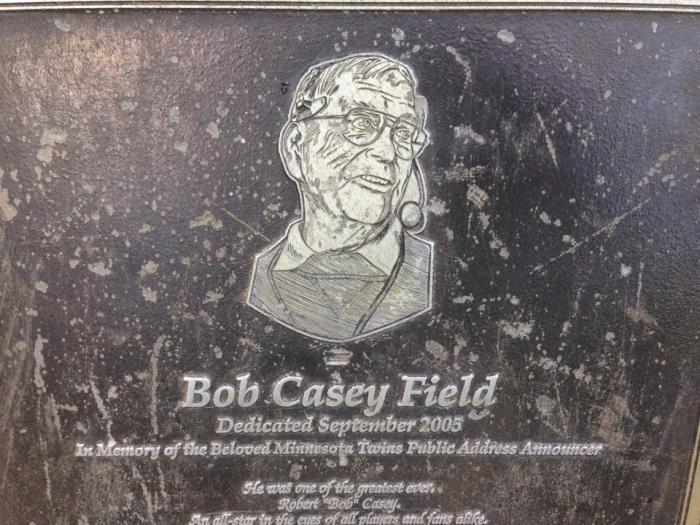 Bob Casey Field
Dedicated September 2005
In Memory of the Beloved Minnesota Twins Public Address Announcer
He was one of the greatest ever.
Robert "Bob" Casey.
An all-star in the eyes of all players and fans alike.